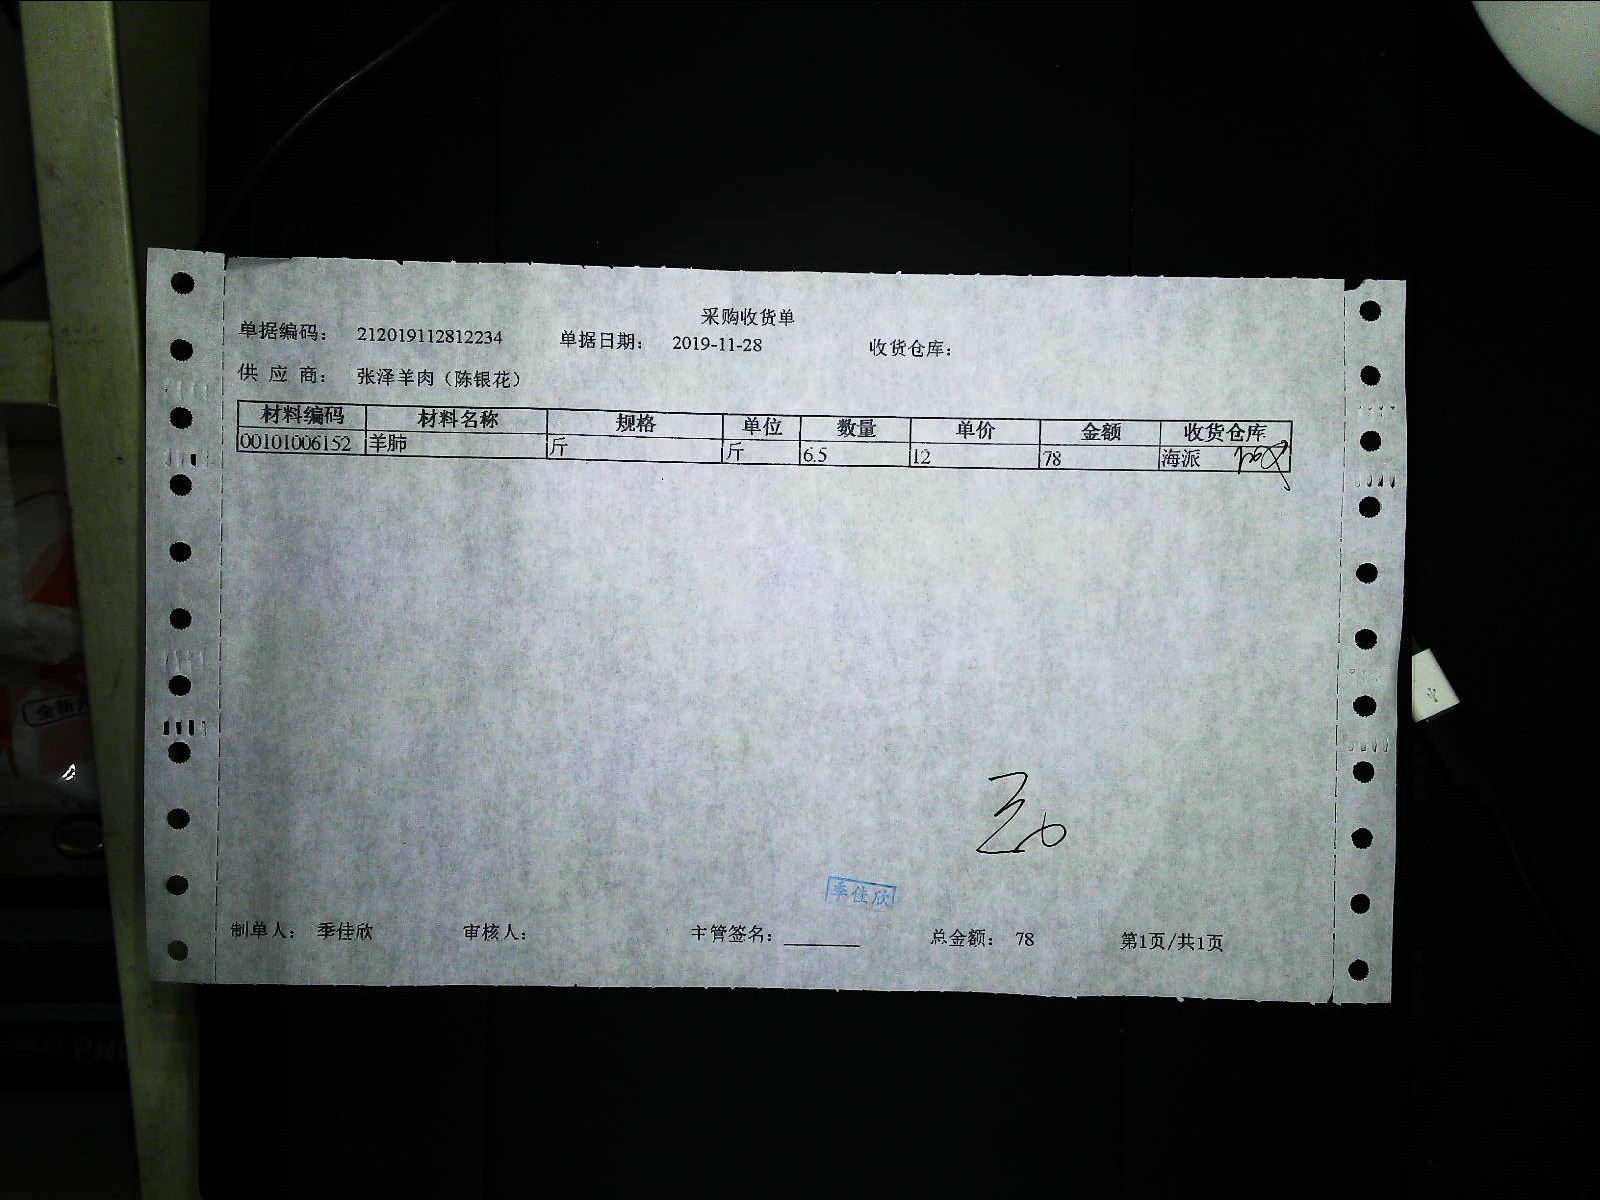 采购收货单
单据编码： 212019112812234 单据日期： 2019-11-28 收货仓库：
供 应 商： 张泽羊肉（陈银花）
材料编码 材料名称 规格 单位 数量 单价 金额 收货仓库
00101006152 羊肺 斤 斤 6.5 12 78 海派
季佳欣
制单人： 季佳欣 审核人： 主管签名： 总金额： 78 第1页/共1页
全新